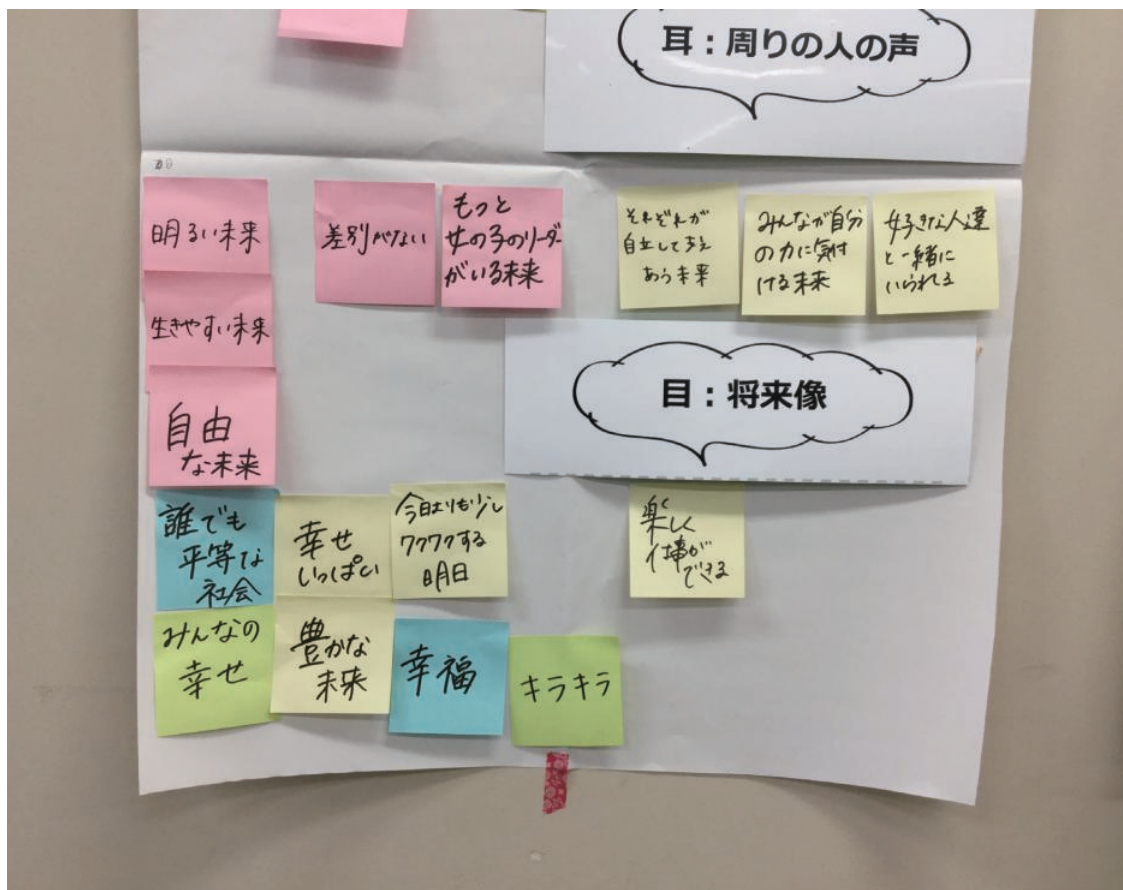 耳：周りの人の声
明るい未来
差別がない
もっと
女の子のリーダー
がいる未来
それぞれが
自立して支え
あう未来
みんなが自分
の力に気付
ける未来
好きな人達
と一緒に
いられる
生きやすい未来
目：将来像
自由
な未来
誰でも
平等な
社会
幸せ
いっぱい
今日よりも少し
ワクワクする
明日
楽しく
仕事が
できる
みんなの
幸せ
豊かな
未来
幸福
キラキラ